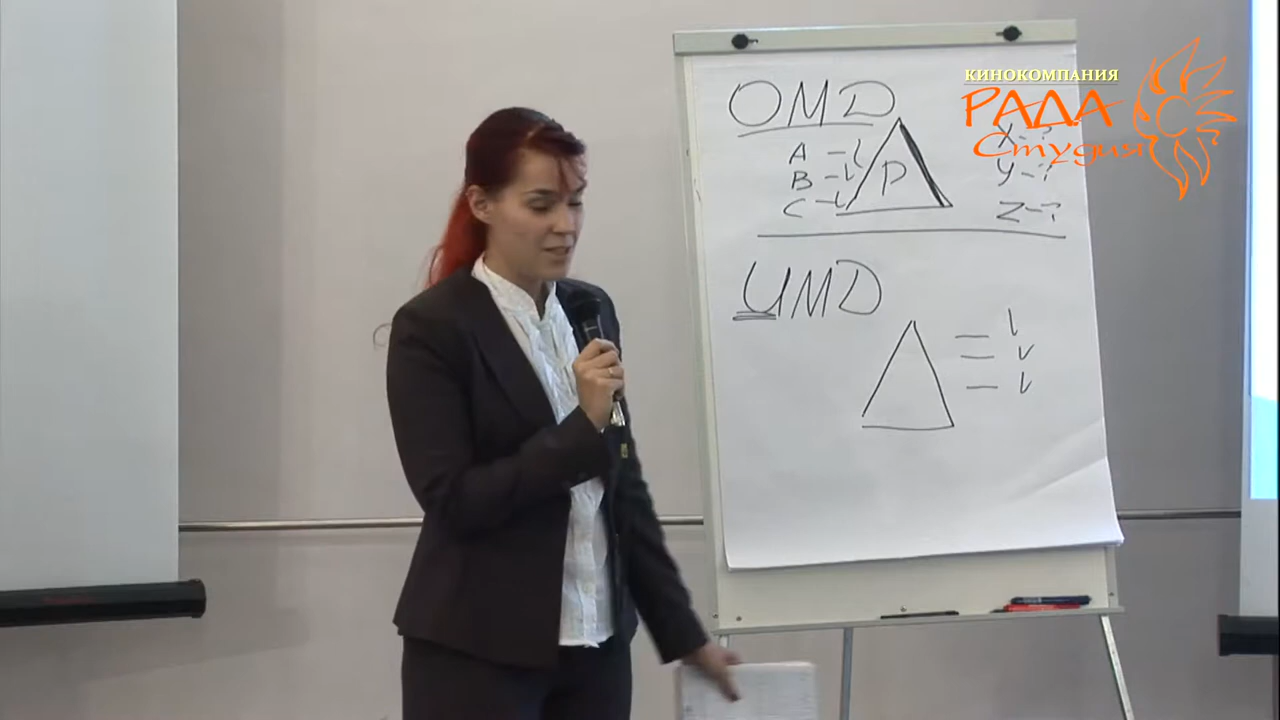 OMD
A - v
B - v
C - v
P
X - ?
y - ?
Z - ?
UMD
v
v
v
КИНОКОМПАНИЯ
РАДА
Студия